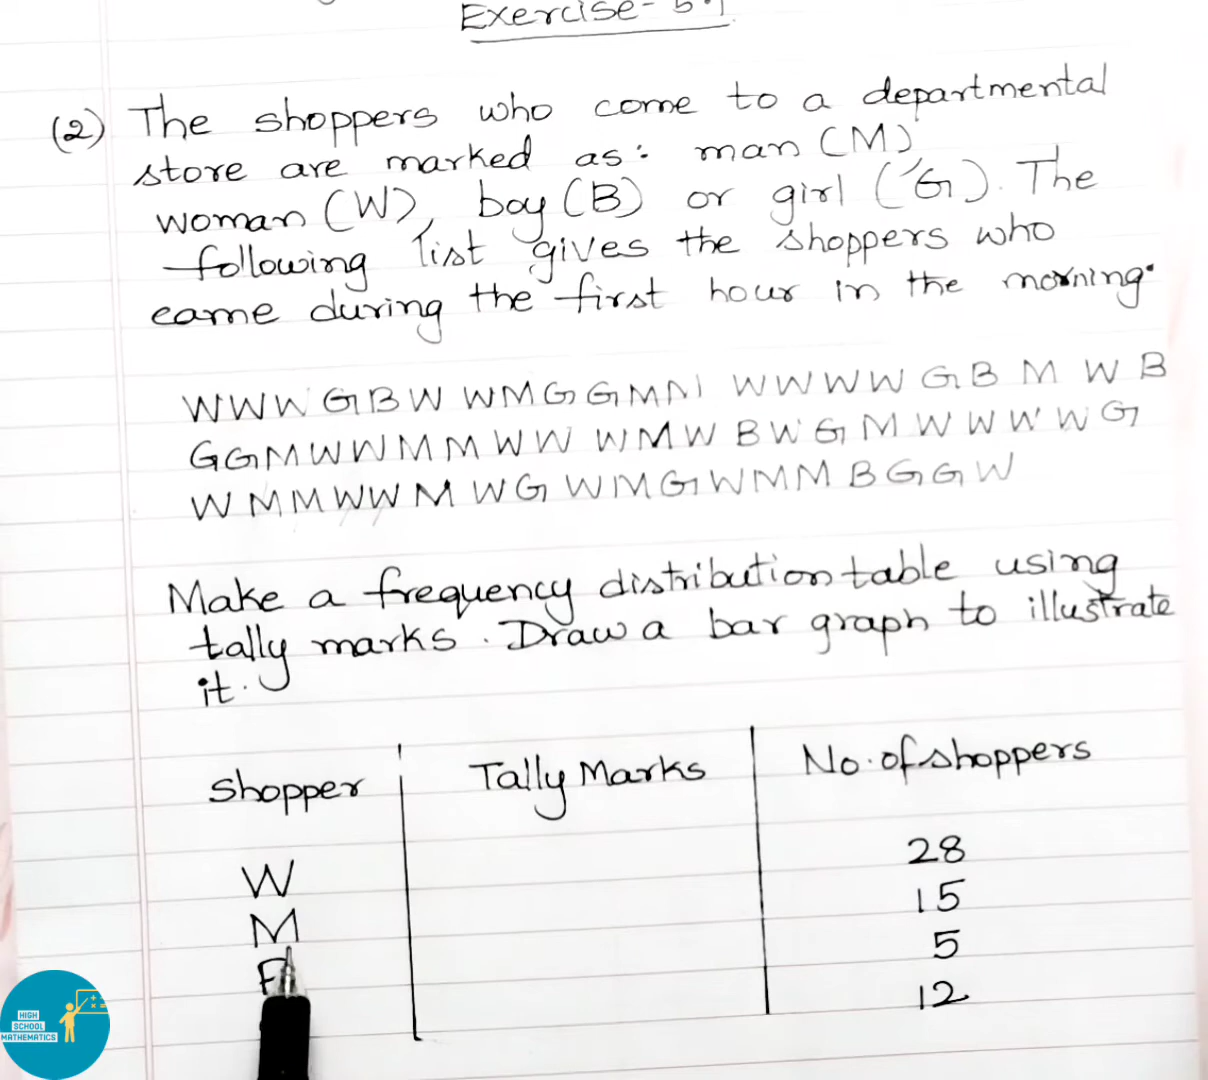 Exercise - 5.1
(2) The shoppers who come to a departmental
store are marked as: man (M)
woman (W), boy (B) or girl (G). The
following list gives the shoppers who
came during the first hour in the morning.
W W W G B W W M G G M M W W W W G B M W B
G G M W W M M W W W M W B W G M W W W W G
W M M W W M W G W M G W M M B G G W
Make a frequency distribution table using
tally marks. Draw a bar graph to illustrate
it.
Shopper Tally Marks No. of shoppers
W 28
M 15
5
12
HIGH
SCHOOL
MATHEMATICS